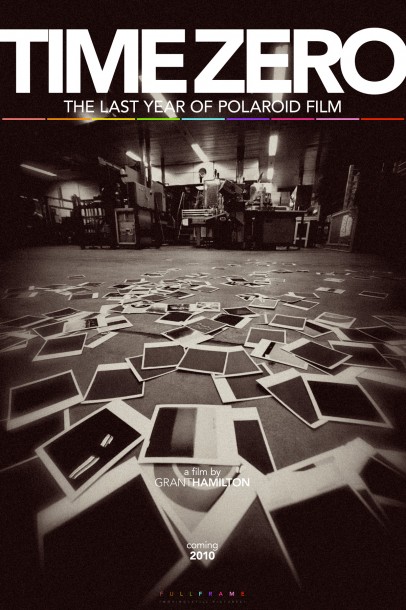 TIME ZERO
THE LAST YEAR OF POLAROID FILM
a film by
GRANTHAMILTON
coming
2010
FULLFRAME